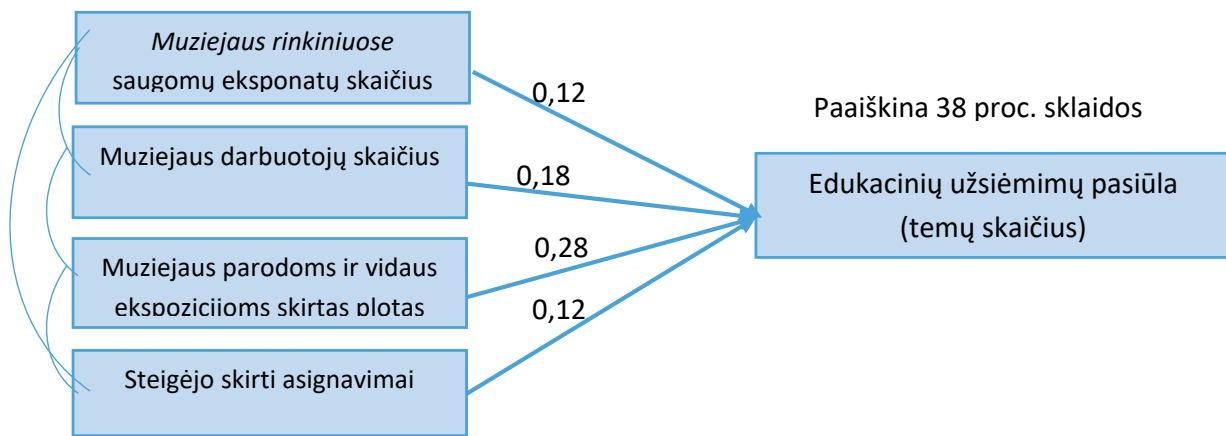 Muziejaus rinkiniuose
saugomų eksponatų skaičius
0,12
Paaiškina 38 proc. sklaidos
Muziejaus darbuotojų skaičius
0,18
Edukacinių užsiėmimų pasiūla
(temų skaičius)
Muziejaus parodoms ir vidaus
ekspozicijoms skirtas plotas
0,28
0,12
Steigėjo skirti asignavimai